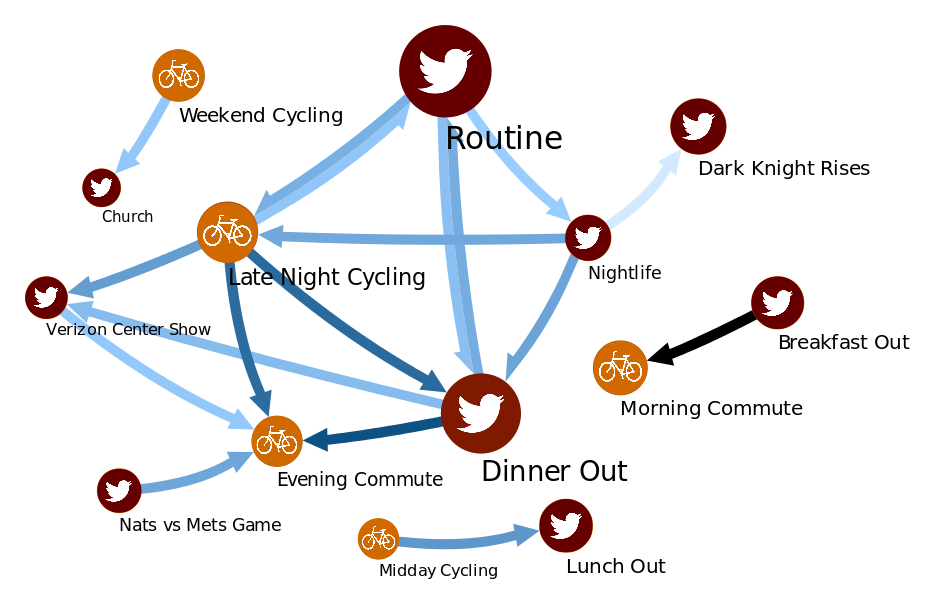 Weekend Cycling
Routine
Dark Knight Rises
Church
Late Night Cycling
Nightlife
Verizon Center Show
Breakfast Out
Morning Commute
Dinner Out
Evening Commute
Nats vs Mets Game
Midday Cycling
Lunch Out